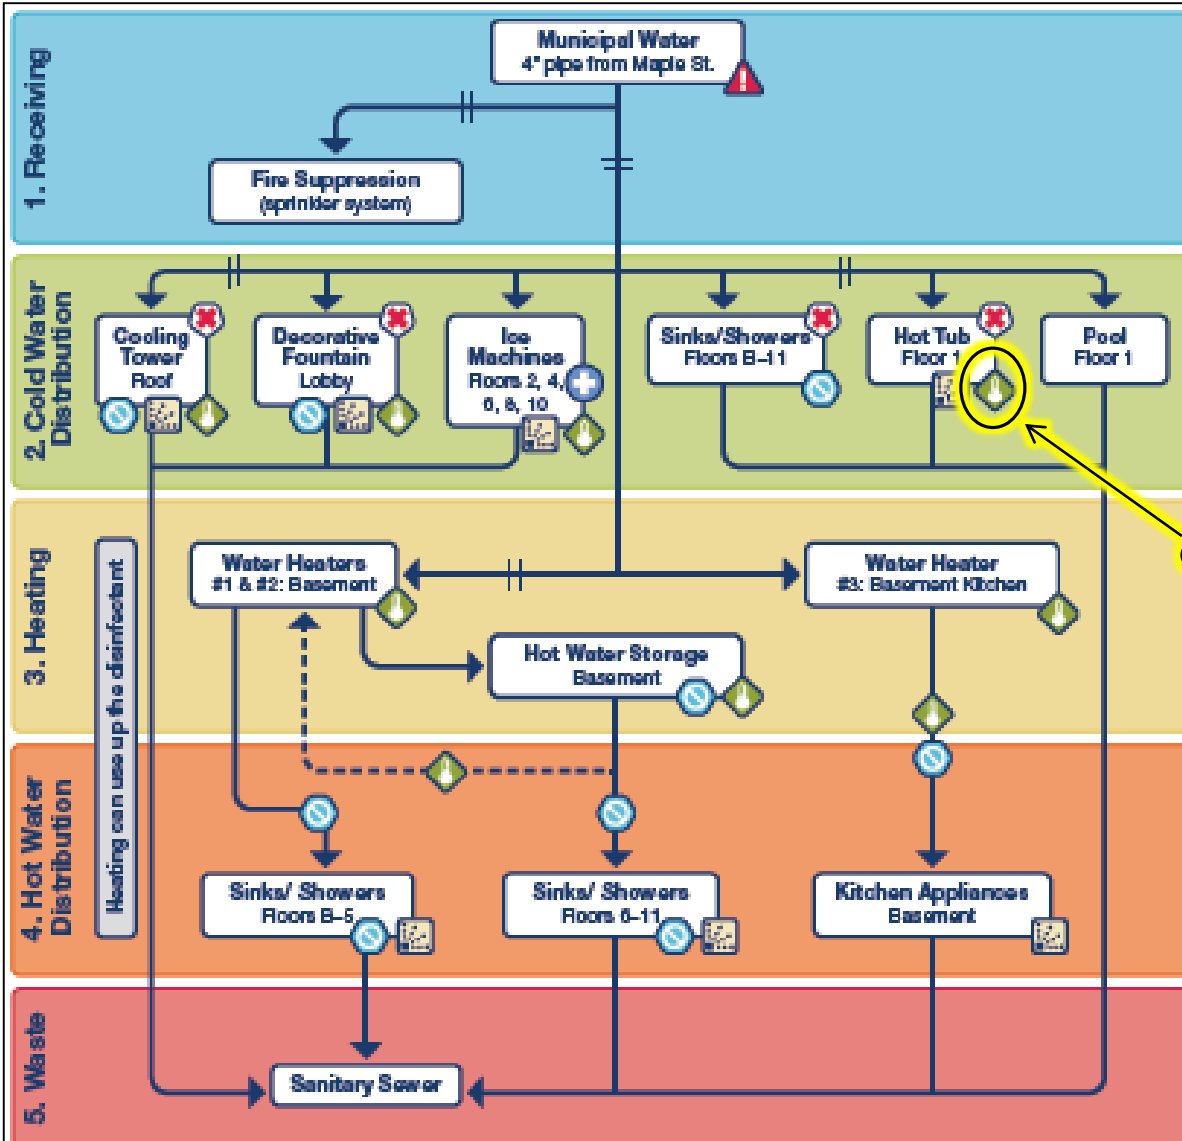 1. Receiving
Municipal Water
4" pipe from Maple St.
Fire Suppression
(sprinkler system)
2. Cold Water
Distribution
Cooling
Tower
Roof
Decorative
Fountain
Lobby
Ice
Machines
Floors 2, 4,
6, 8, 10
Sinks/Showers
Floors B–11
Hot Tub
Floor 1
Pool
Floor 1
3. Heating
Heating can use up the disinfectant
Water Heaters
#1 & #2: Basement
Water Heater
#3: Basement Kitchen
Hot Water Storage
Basement
4. Hot Water
Distribution
Sinks/ Showers
Floors B–5
Sinks/ Showers
Floors 6–11
Kitchen Appliances
Basement
5. Waste
Sanitary Sewer